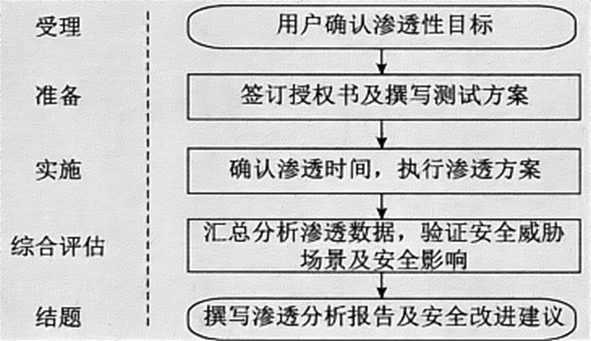 受理
用户确认渗透性目标
准备
签订授权书及撰写测试方案
实施
确认渗透时间，执行渗透方案
综合评估
汇总分析渗透数据，验证安全威胁
场景及安全影响
结题
撰写渗透分析报告及安全改进建议